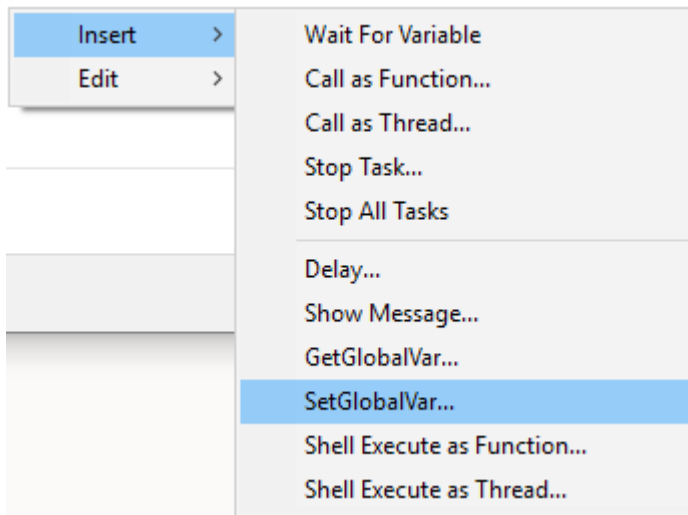 Insert >
Edit >
Wait For Variable
Call as Function...
Call as Thread...
Stop Task...
Stop All Tasks
Delay...
Show Message...
GetGlobalVar...
SetGlobalVar...
Shell Execute as Function...
Shell Execute as Thread...